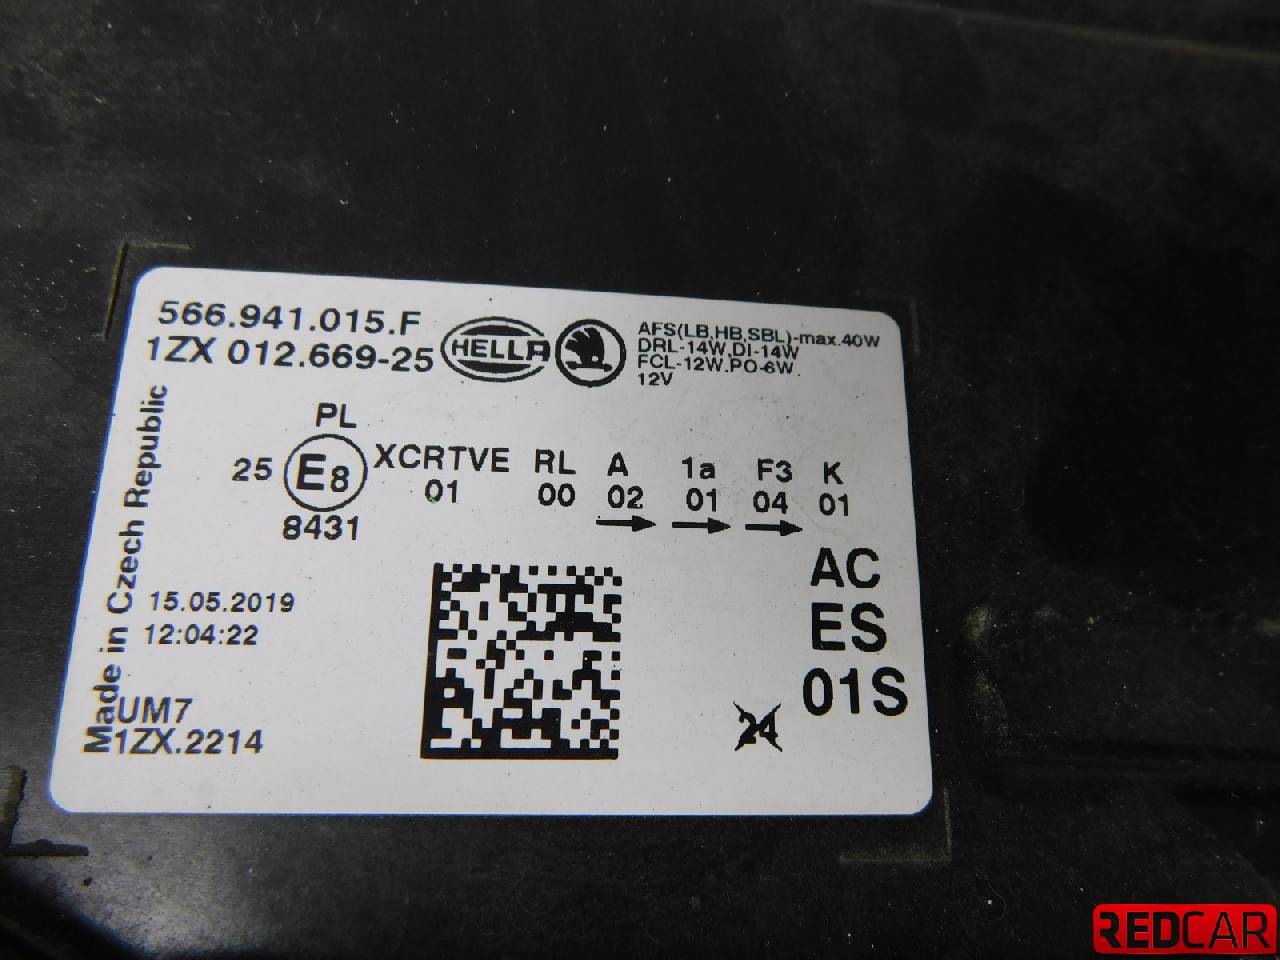 566.941.015.F
1ZX 012.669-25
HELLA
AFS(LB,HB,SBL)-max.40W
DRL-14W,DI-14W
FCL-12W.PO-6W
12V
Made in Czech Republic
PL
25 E8 XCRTVE RL A 1a F3 K
01 00 02 01 04 01
8431
15.05.2019
12:04:22
AC
ES
01S
UM7
1ZX.2214
24
REDCAR